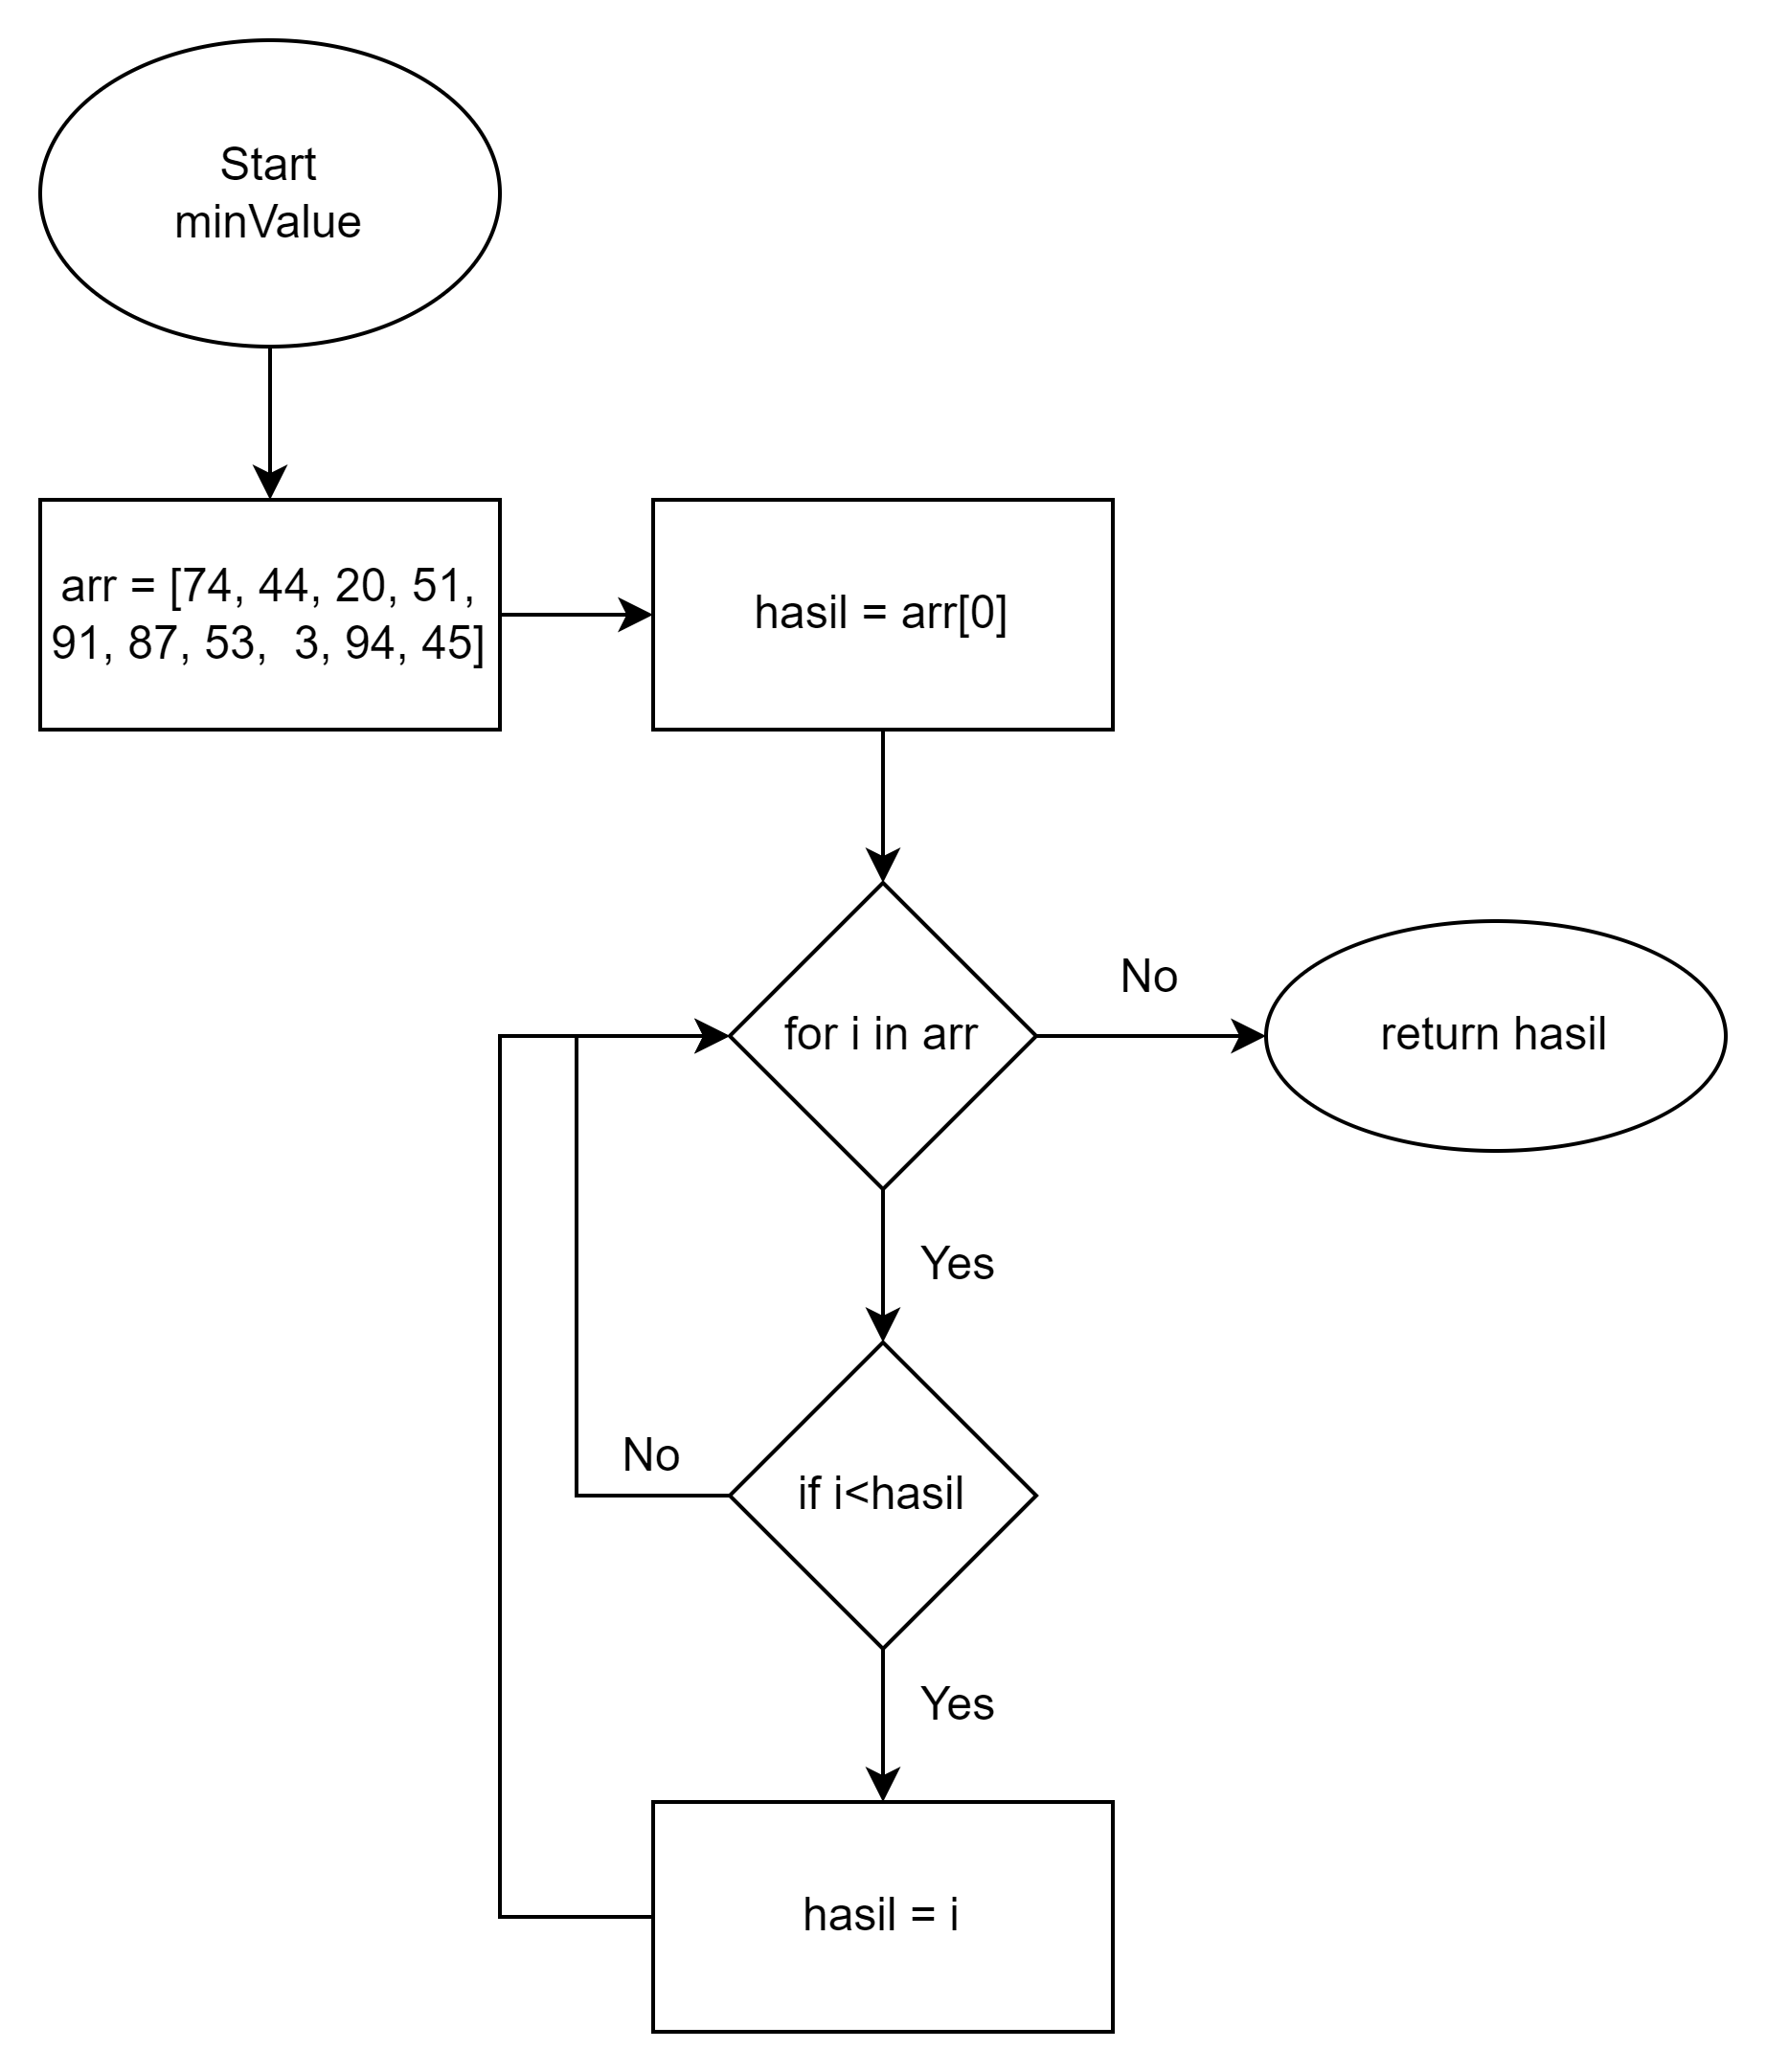 Start
minValue
arr = [74, 44, 20, 51,
91, 87, 53,  3, 94, 45]
hasil = arr[0]
for i in arr
No
return hasil
Yes
if i<hasil
No
Yes
hasil = i